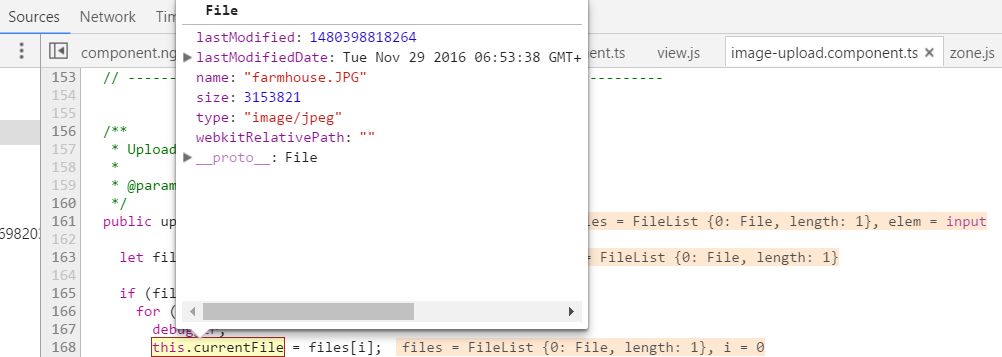 File
Sources Network Tim
component.ng
ent.ts view.js image-upload.component.ts × zone.js
lastModified: 1480398818264
lastModifiedDate: Tue Nov 29 2016 06:53:38 GMT+
name: "farmhouse.JPG"
size: 3153821
type: "image/jpeg"
webkitRelativePath: ""
__proto__: File
153 // ---
154
155
156 /**
157 * Upload
158 *
159 * @param
160 */
161 public up les = FileList {0: File, length: 1}, elem = input
162
163 let fil = FileList {0: File, length: 1}
164
165 if (fil
166 for (
167 debugger;
168 this.currentFile = files[i]; files = FileList {0: File, length: 1}, i = 0